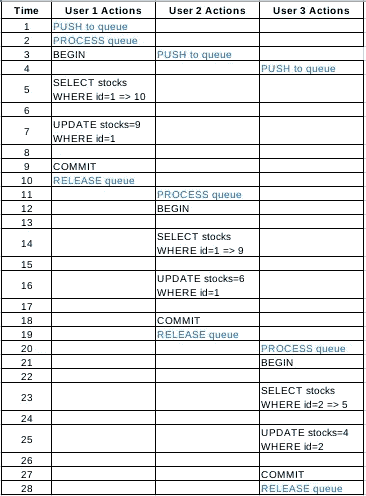 Time User 1 Actions User 2 Actions User 3 Actions
1 PUSH to queue
2 PROCESS queue
3 BEGIN PUSH to queue
4 PUSH to queue
5 SELECT stocks
WHERE id=1 => 10
6
7 UPDATE stocks=9
WHERE id=1
8
9 COMMIT
10 RELEASE queue
11 PROCESS queue
12 BEGIN
13
14 SELECT stocks
WHERE id=1 => 9
15
16 UPDATE stocks=6
WHERE id=1
17
18 COMMIT
19 RELEASE queue
20 PROCESS queue
21 BEGIN
22
23 SELECT stocks
WHERE id=2 => 5
24
25 UPDATE stocks=4
WHERE id=2
26
27 COMMIT
28 RELEASE queue